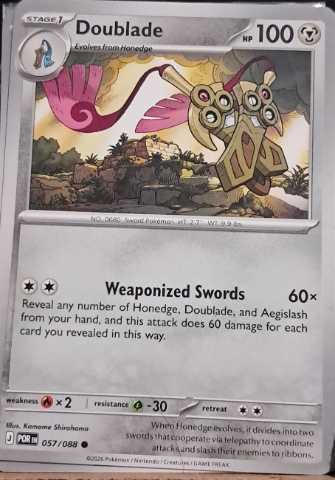 STAGE 1
Doublade
HP 100
Evolves from Honedge
NO. 0680 Sword Pokémon HT: 2'7" WT: 9.9 lbs.
Weaponized Swords 60×
Reveal any number of Honedge, Doublade, and Aegislash
from your hand, and this attack does 60 damage for each
card you revealed in this way.
weakness ×2 resistance -30 retreat
Illus. Kanome Shirahama
J POR EN 057/088
When Honedge evolves, it divides into two
swords that cooperate via telepathy to coordinate
attacks and slash their enemies to ribbons.
©2026 Pokémon / Nintendo / Creatures / GAME FREAK